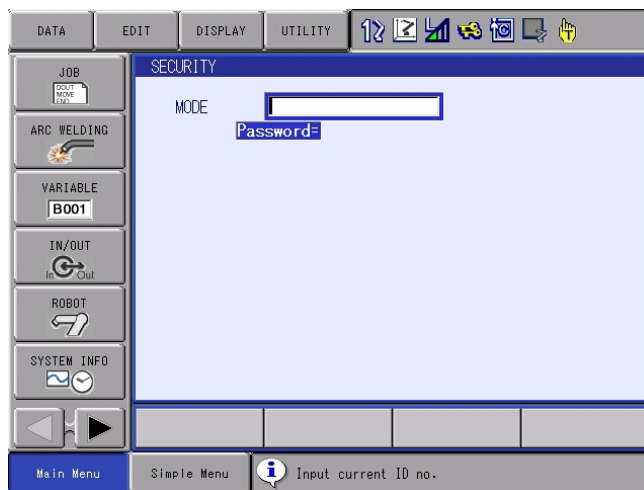 DATA
EDIT
DISPLAY
UTILITY
JOB
DOUT
MOVE
END
ARC WELDING
VARIABLE
B001
IN/OUT
In Out
ROBOT
SYSTEM INFO
SECURITY
MODE
Password=
Main Menu
Simple Menu
Input current ID no.